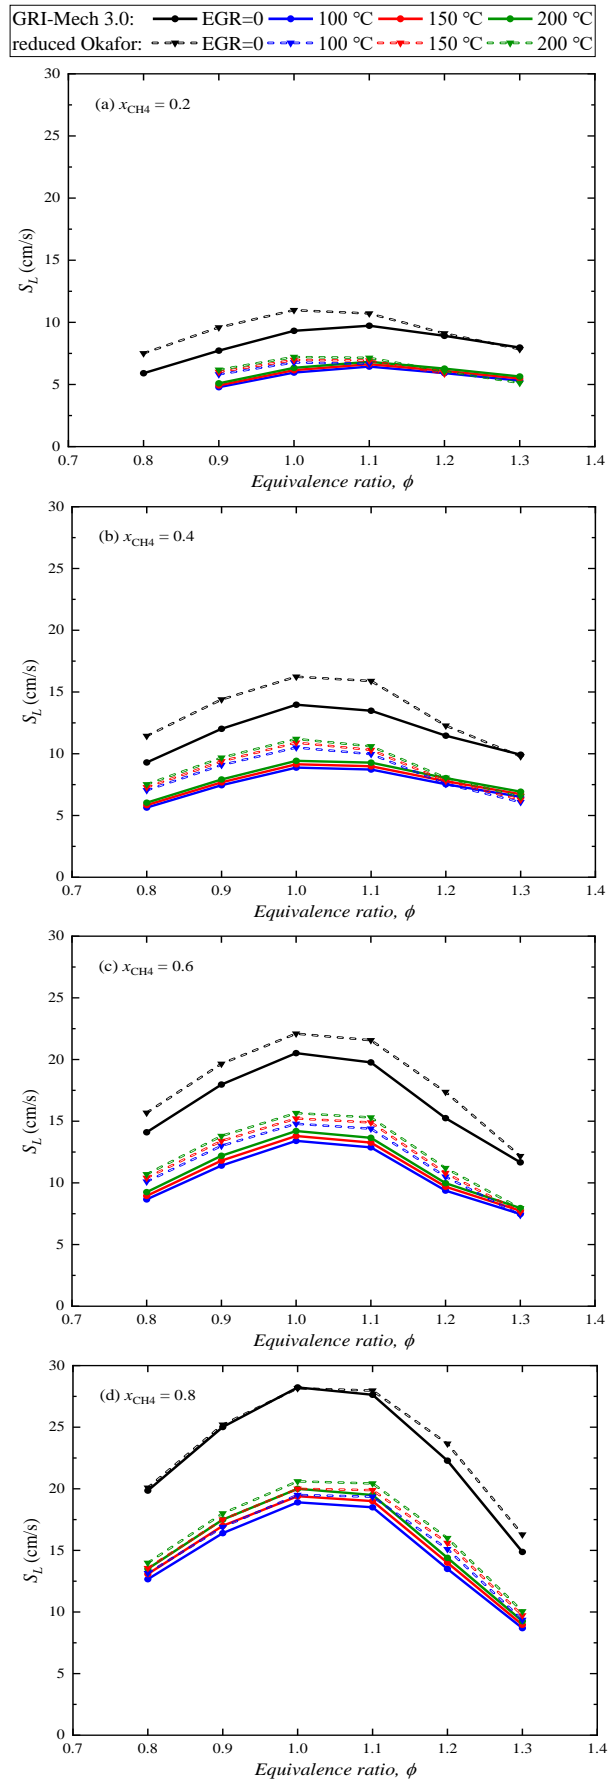 GRI-Mech 3.0: EGR=0 100 °C 150 °C 200 °C
reduced Okafor: EGR=0 100 °C 150 °C 200 °C
30
25
20
15
10
5
0
S_L (cm/s)
(a) x_CH4 = 0.2
0.7 0.8 0.9 1.0 1.1 1.2 1.3 1.4
Equivalence ratio, ϕ
30
25
20
15
10
5
0
S_L (cm/s)
(b) x_CH4 = 0.4
0.7 0.8 0.9 1.0 1.1 1.2 1.3 1.4
Equivalence ratio, ϕ
30
25
20
15
10
5
0
S_L (cm/s)
(c) x_CH4 = 0.6
0.7 0.8 0.9 1.0 1.1 1.2 1.3 1.4
Equivalence ratio, ϕ
30
25
20
15
10
5
0
S_L (cm/s)
(d) x_CH4 = 0.8
0.7 0.8 0.9 1.0 1.1 1.2 1.3 1.4
Equivalence ratio, ϕ